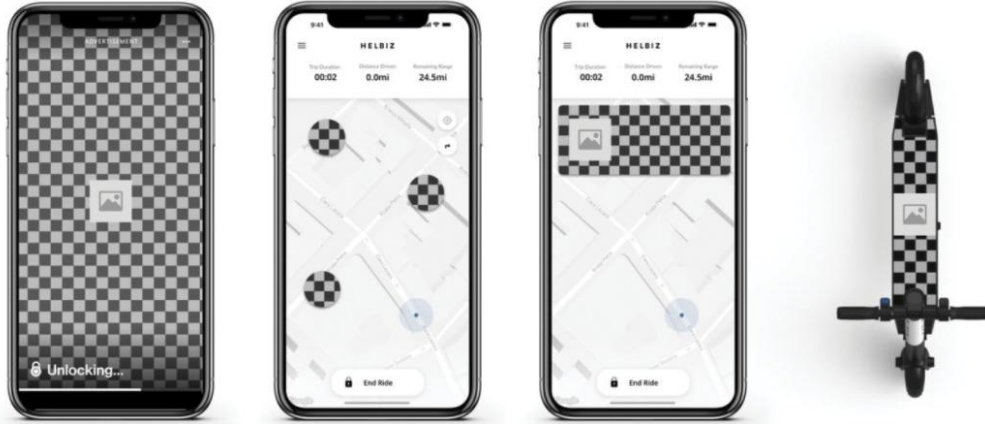 ADVERTISEMENT
Unlocking...
9:41
HELBIZ
Trip Duration
Distance Driven
Remaining Range
00:02
0.0mi
24.5mi
End Ride
9:41
HELBIZ
Trip Duration
Distance Driven
Remaining Range
00:02
0.0mi
24.5mi
End Ride